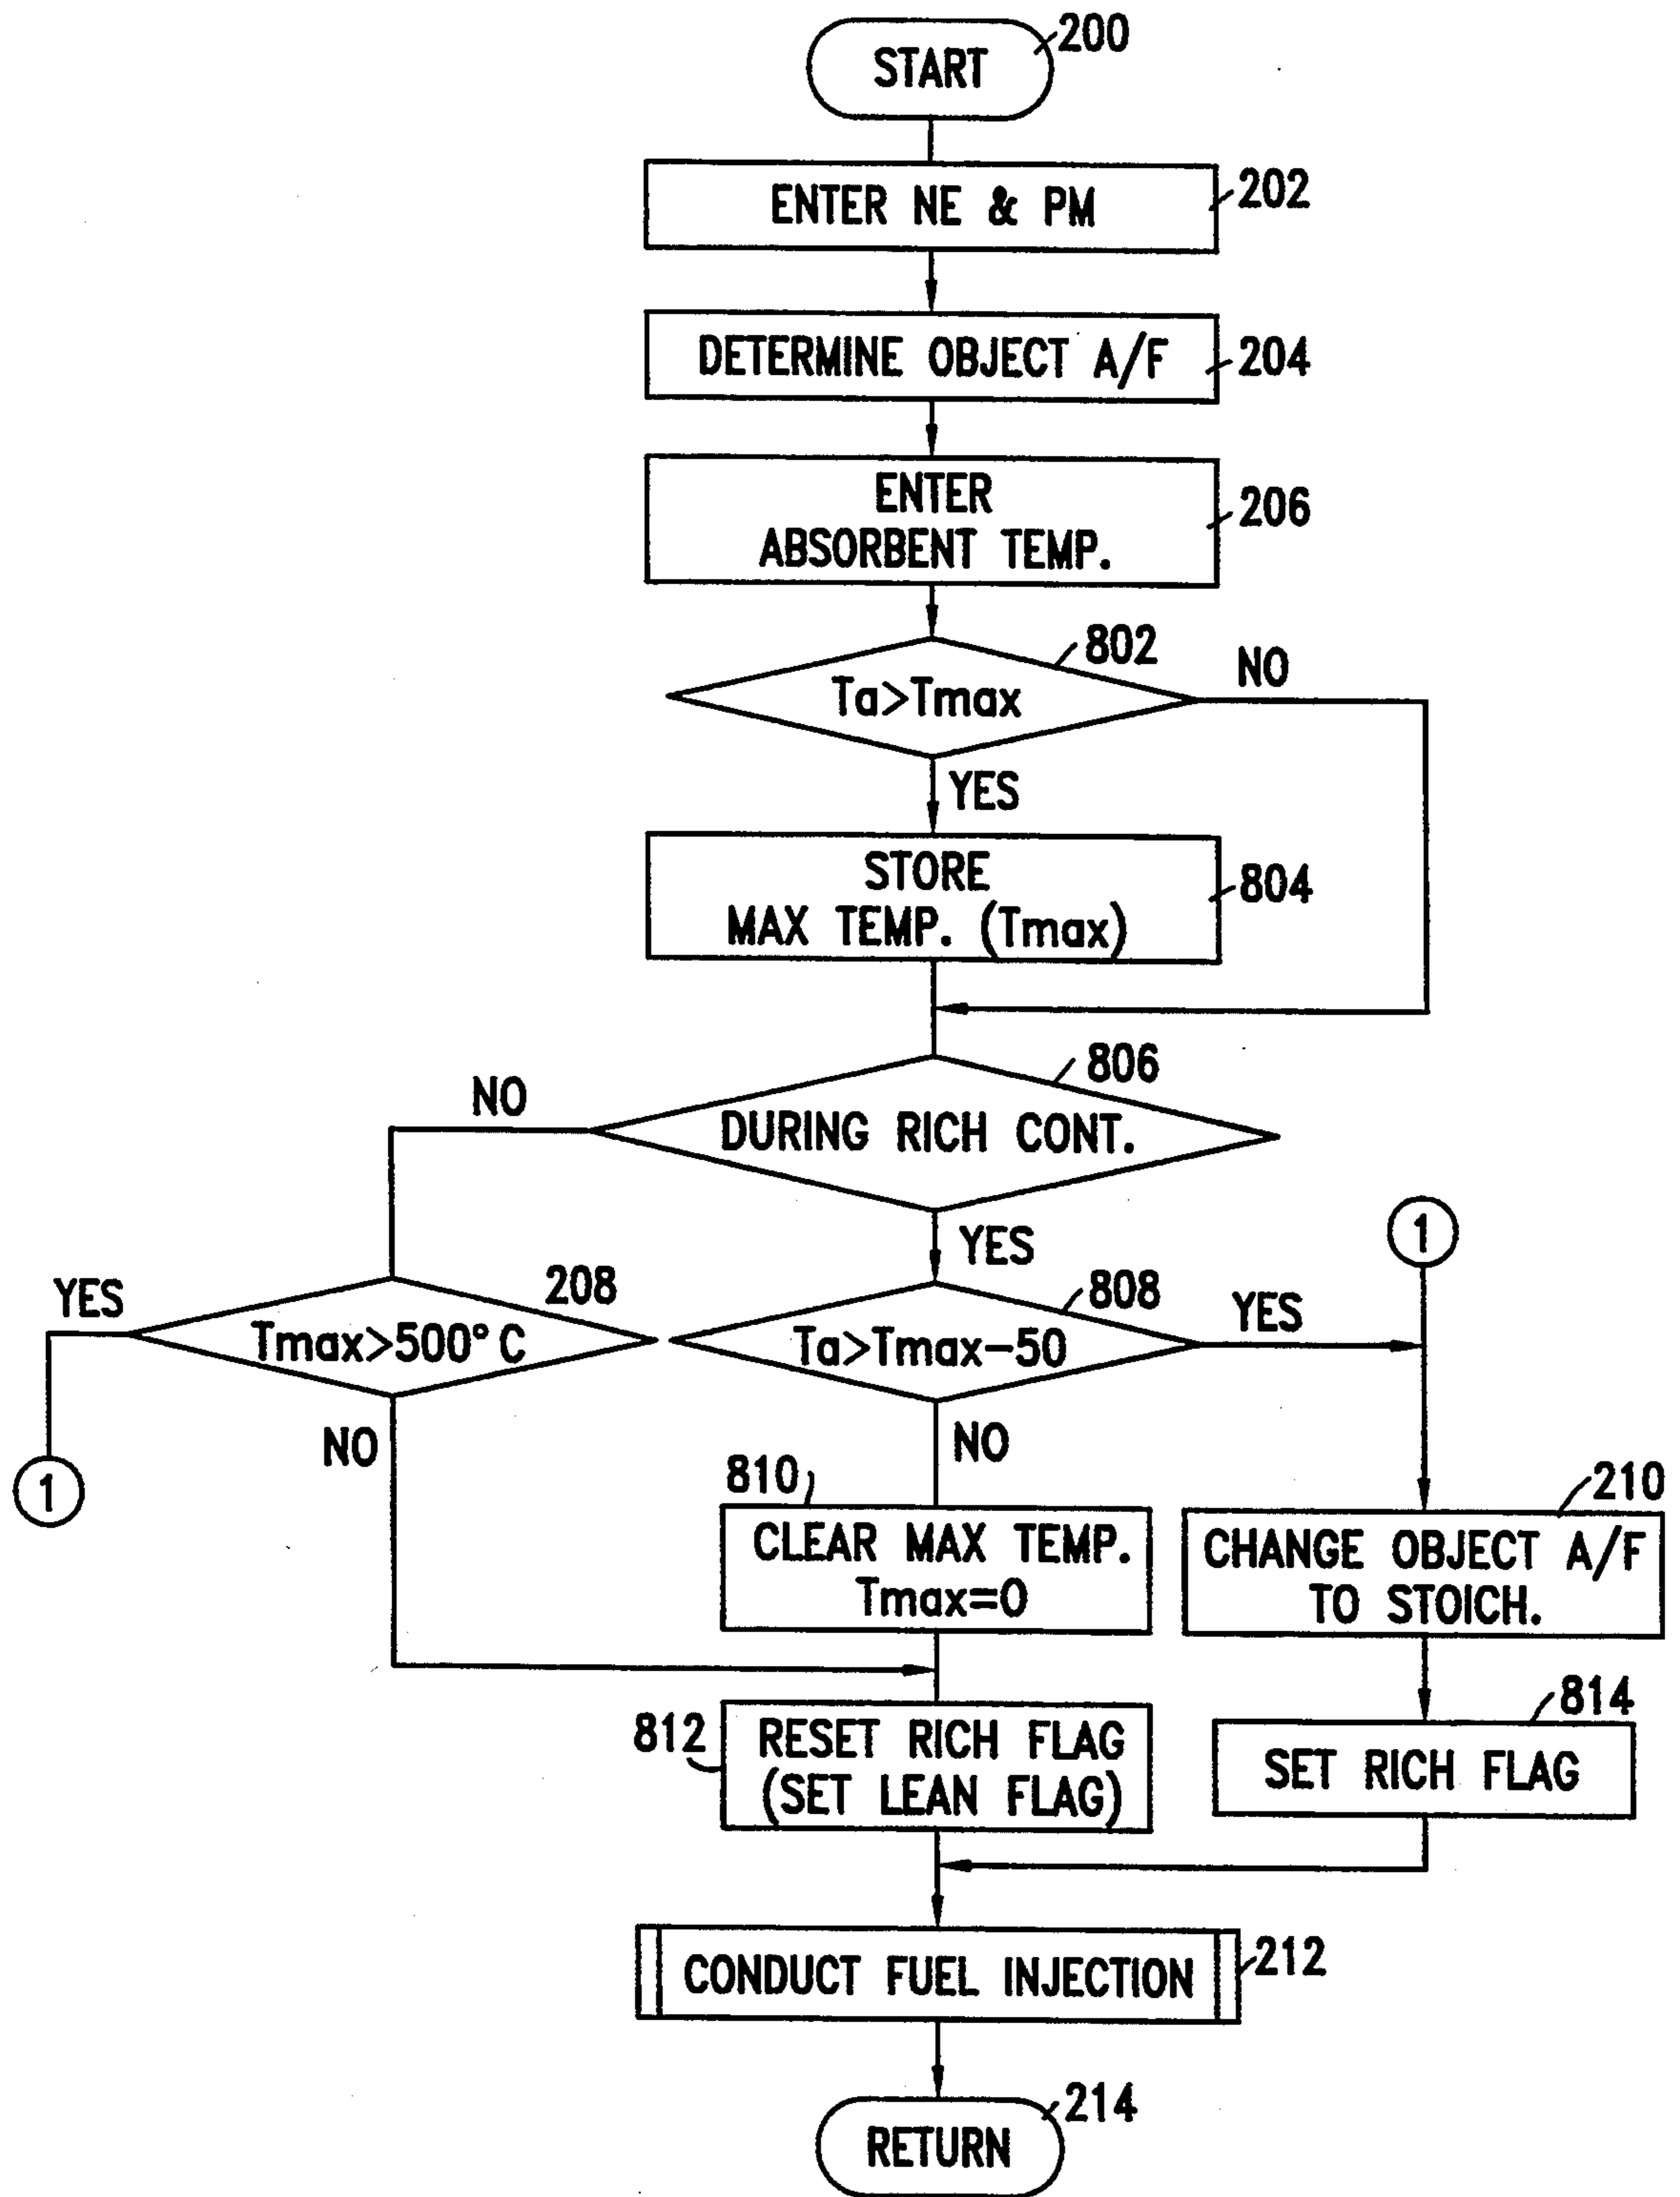 START
200
ENTER NE & PM
202
DETERMINE OBJECT A/F
204
ENTER
ABSORBENT TEMP.
206
802
Ta>Tmax
NO
YES
STORE
MAX TEMP. (Tmax)
804
806
NO
DURING RICH CONT.
YES
1
YES
208
Tmax>500°C
808
Ta>Tmax-50
YES
NO
NO
1
810
CLEAR MAX TEMP.
Tmax=0
210
CHANGE OBJECT A/F
TO STOICH.
812
RESET RICH FLAG
(SET LEAN FLAG)
814
SET RICH FLAG
CONDUCT FUEL INJECTION
212
214
RETURN